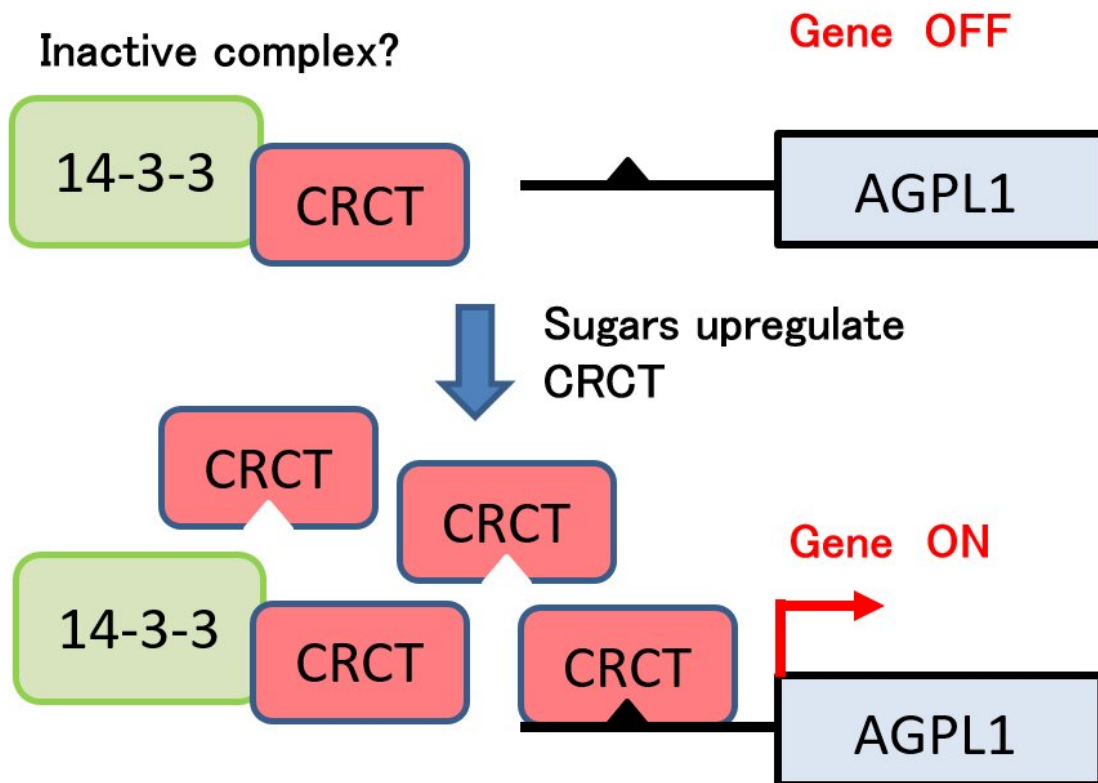 Gene OFF
Inactive complex?
14-3-3
CRCT
AGPL1
Sugars upregulate
CRCT
CRCT
CRCT
Gene ON
14-3-3
CRCT
CRCT
AGPL1